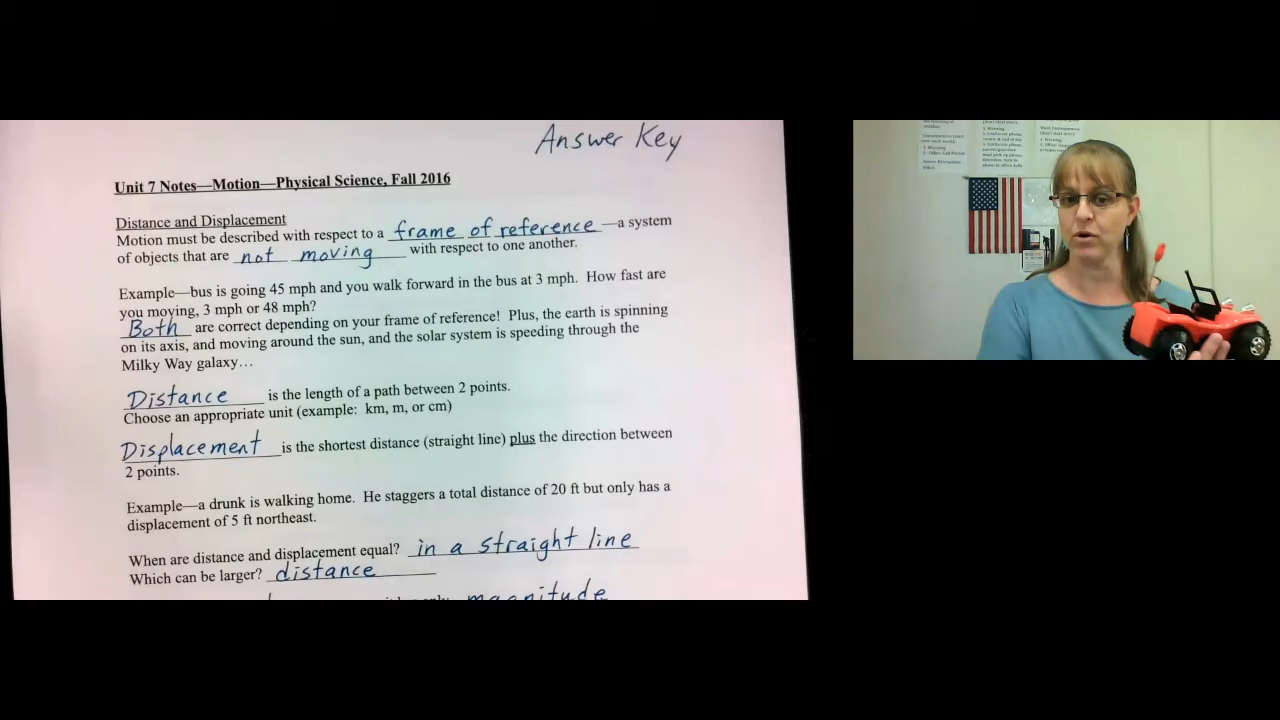 Answer Key
Unit 7 Notes—Motion—Physical Science, Fall 2016
Distance and Displacement
Motion must be described with respect to a frame of reference—a system
of objects that are not moving with respect to one another.
Example—bus is going 45 mph and you walk forward in the bus at 3 mph. How fast are
you moving, 3 mph or 48 mph?
Both are correct depending on your frame of reference! Plus, the earth is spinning
on its axis, and moving around the sun, and the solar system is speeding through the
Milky Way galaxy…
Distance is the length of a path between 2 points.
Choose an appropriate unit (example: km, m, or cm)
Displacement is the shortest distance (straight line) plus the direction between
2 points.
Example—a drunk is walking home. He staggers a total distance of 20 ft but only has a
displacement of 5 ft northeast.
When are distance and displacement equal? in a straight line
Which can be larger? distance
magnitude